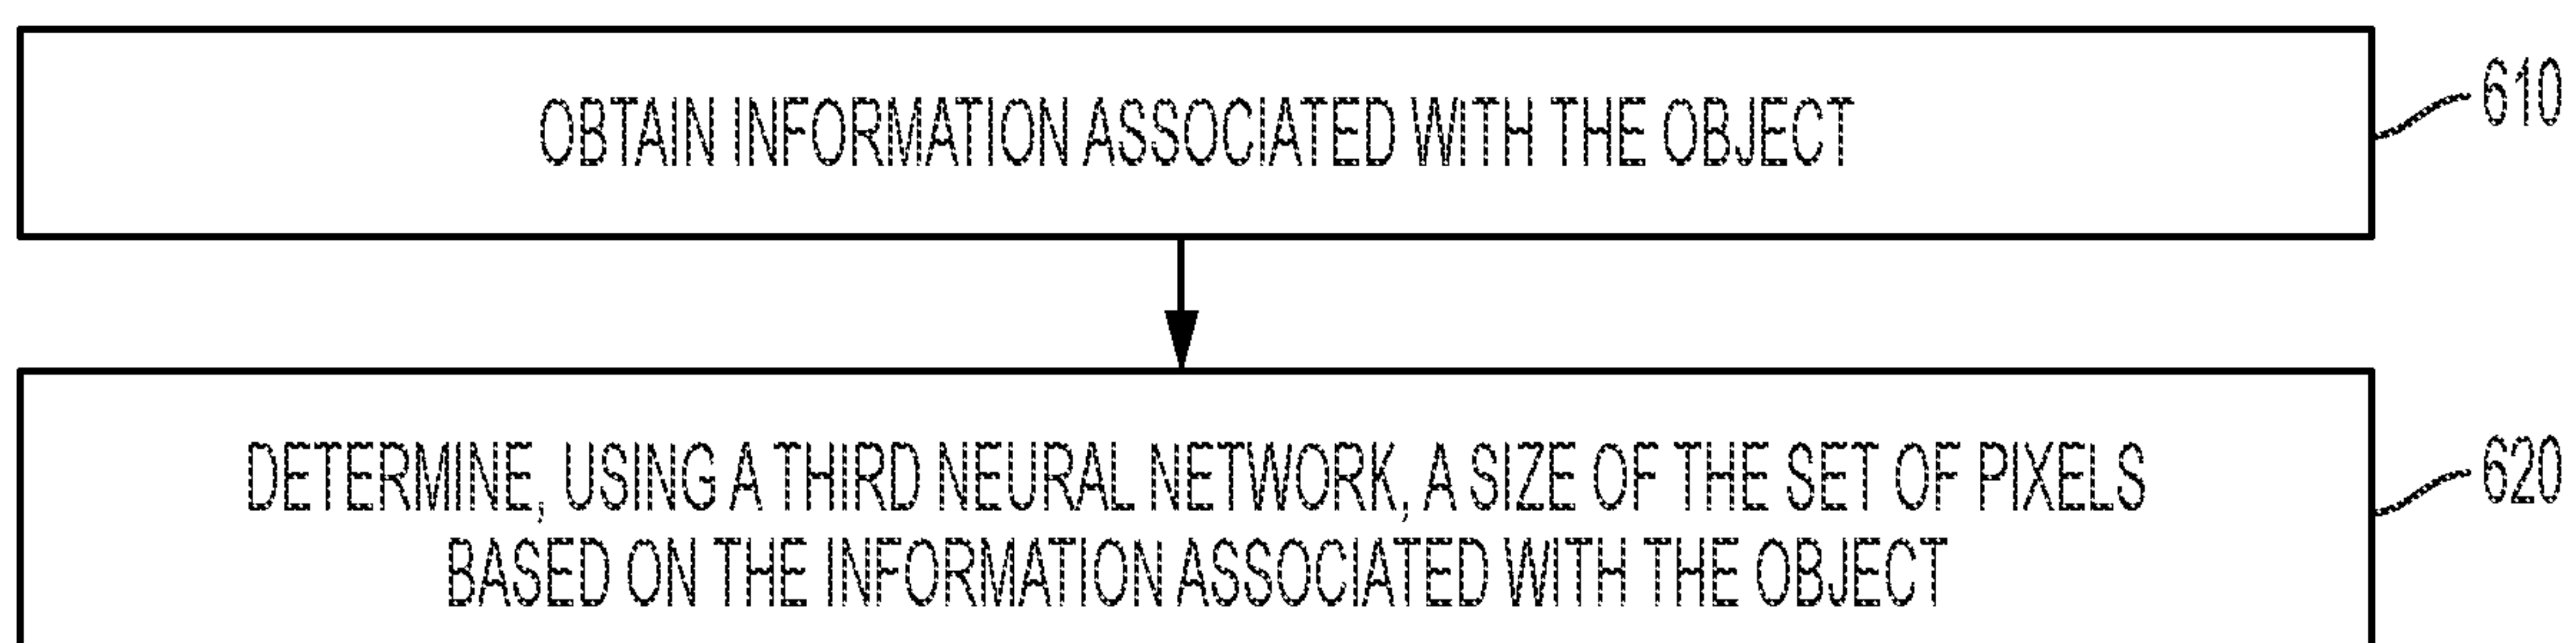 OBTAIN INFORMATION ASSOCIATED WITH THE OBJECT
610
DETERMINE, USING A THIRD NEURAL NETWORK, A SIZE OF THE SET OF PIXELS
BASED ON THE INFORMATION ASSOCIATED WITH THE OBJECT
620